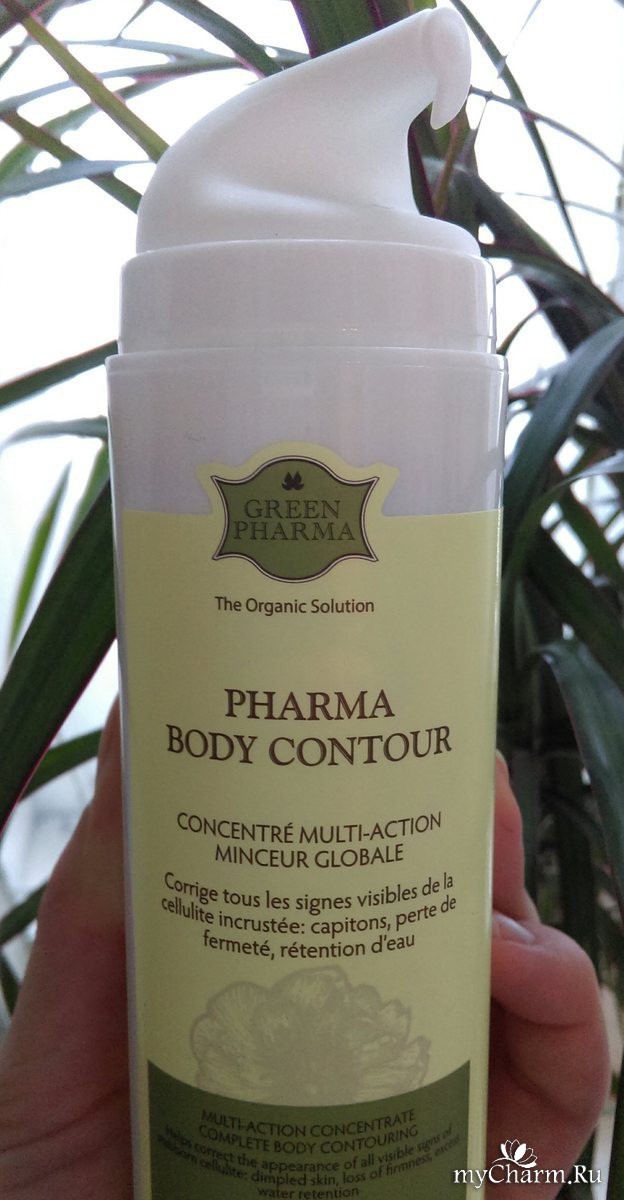 GREEN
PHARMA
The Organic Solution
PHARMA
BODY CONTOUR
CONCENTRÉ MULTI-ACTION
MINCEUR GLOBALE
Corrige tous les signes visibles de la
cellulite incrustée: capitons, perte de
fermeté, rétention d'eau
MULTI-ACTION CONCENTRATE
COMPLETE BODY CONTOURING
Helps correct the appearance of all visible signs of
stubborn cellulite: dimpled skin, loss of firmness, excess
water retention
myCharm.Ru